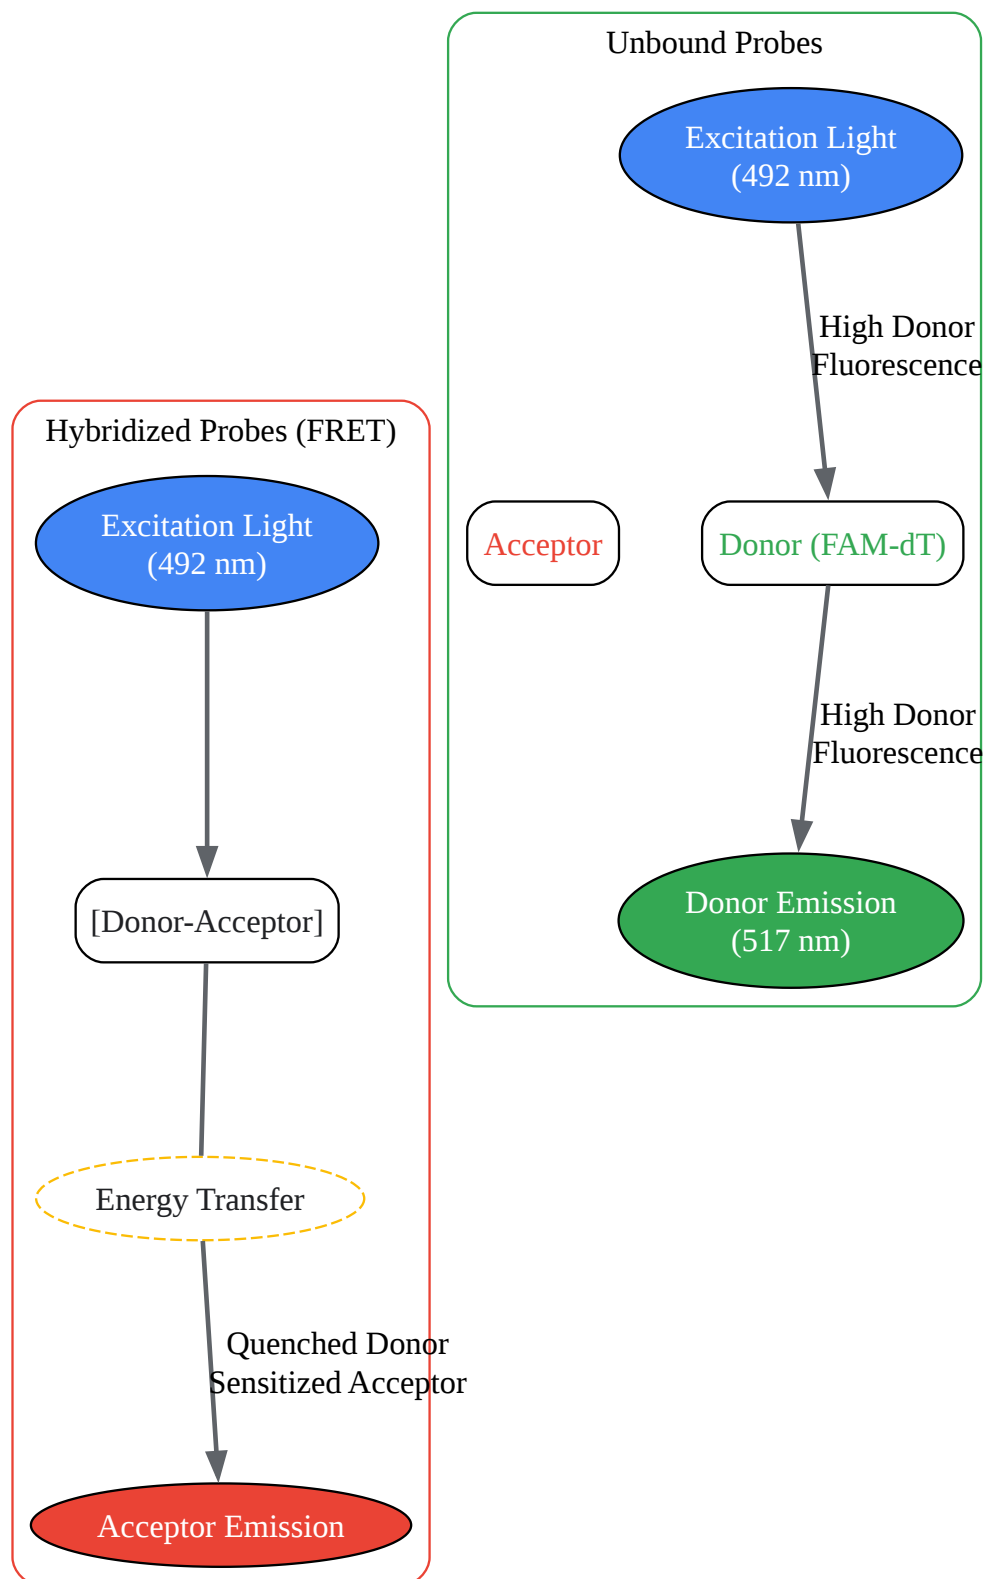 Unbound Probes
Excitation Light
(492 nm)
High Donor
Fluorescence
Acceptor
Donor (FAM-dT)
High Donor
Fluorescence
Donor Emission
(517 nm)
Hybridized Probes (FRET)
Excitation Light
(492 nm)
[Donor-Acceptor]
Energy Transfer
Quenched Donor
Sensitized Acceptor
Acceptor Emission